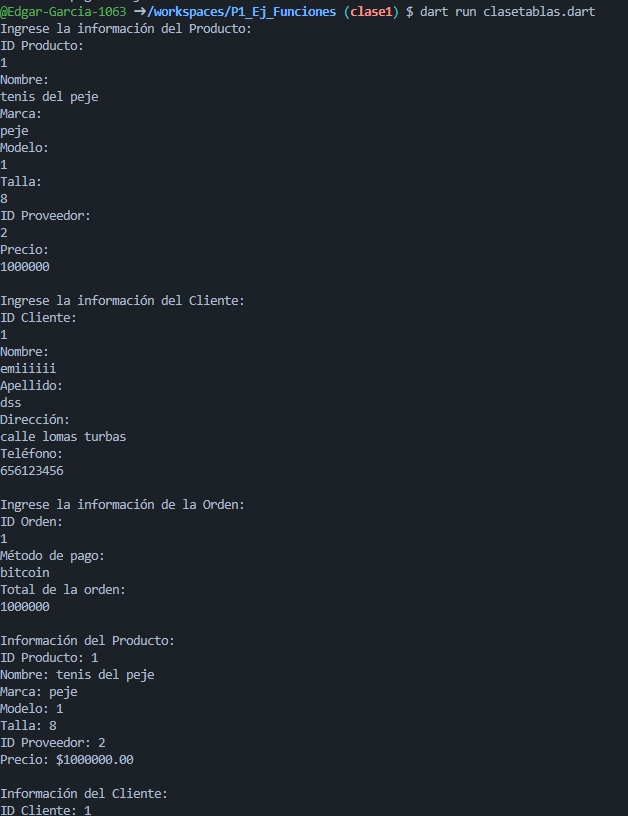 @Edgar-Garcia-1063 ➜/workspaces/P1_Ej_Funciones (clase1) $ dart run clasetablas.dart
Ingrese la información del Producto:
ID Producto:
1
Nombre:
tenis del peje
Marca:
peje
Modelo:
1
Talla:
8
ID Proveedor:
2
Precio:
1000000
Ingrese la información del Cliente:
ID Cliente:
1
Nombre:
emiiiiii
Apellido:
dss
Dirección:
calle lomas turbas
Teléfono:
656123456
Ingrese la información de la Orden:
ID Orden:
1
Método de pago:
bitcoin
Total de la orden:
1000000
Información del Producto:
ID Producto: 1
Nombre: tenis del peje
Marca: peje
Modelo: 1
Talla: 8
ID Proveedor: 2
Precio: $1000000.00
Información del Cliente:
ID Cliente: 1